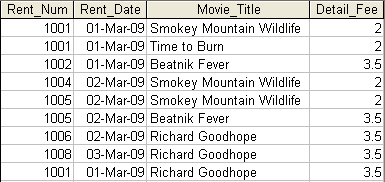 Rent_Num Rent_Date Movie_Title Detail_Fee
1001 01-Mar-09 Smokey Mountain Wildlife 2
1001 01-Mar-09 Time to Burn 2
1002 01-Mar-09 Beatnik Fever 3.5
1004 02-Mar-09 Smokey Mountain Wildlife 2
1005 02-Mar-09 Smokey Mountain Wildlife 2
1005 02-Mar-09 Beatnik Fever 3.5
1006 02-Mar-09 Richard Goodhope 3.5
1008 03-Mar-09 Richard Goodhope 3.5
1001 01-Mar-09 Richard Goodhope 3.5